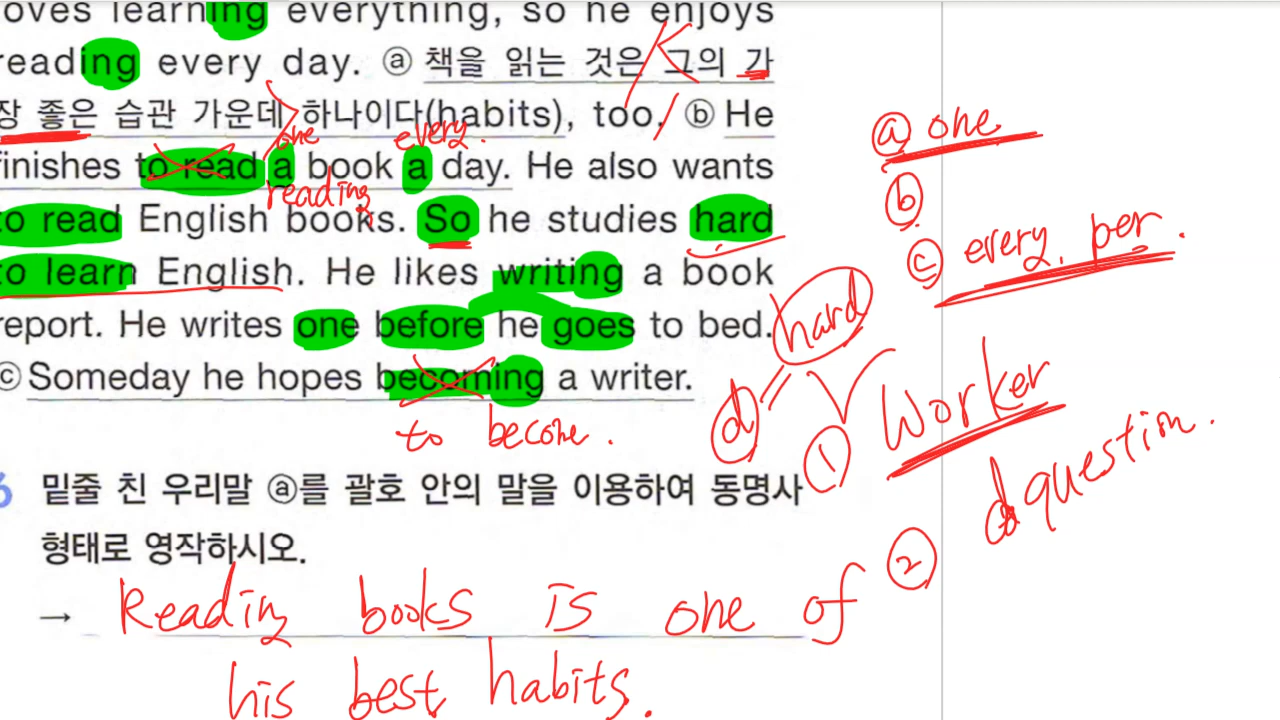 oves learning everything, so he enjoys
reading every day. ⓐ 책을 읽는 것은 그의 가
장 좋은 습관 가운데 하나이다(habits), too, ⓑ He
one every.
finishes to read a book a day. He also wants
reading
to read English books. So he studies hard
to learn English. He likes writing a book
report. He writes one before he goes to bed.
ⓒ Someday he hopes becoming a writer.
to become.
밑줄 친 우리말 ⓐ를 괄호 안의 말을 이용하여 동명사
형태로 영작하시오.
→ Reading books is one of
his best habits.
ⓐ one
ⓑ
ⓒ every. per.
hard
ⓓ ① Worker
② question.